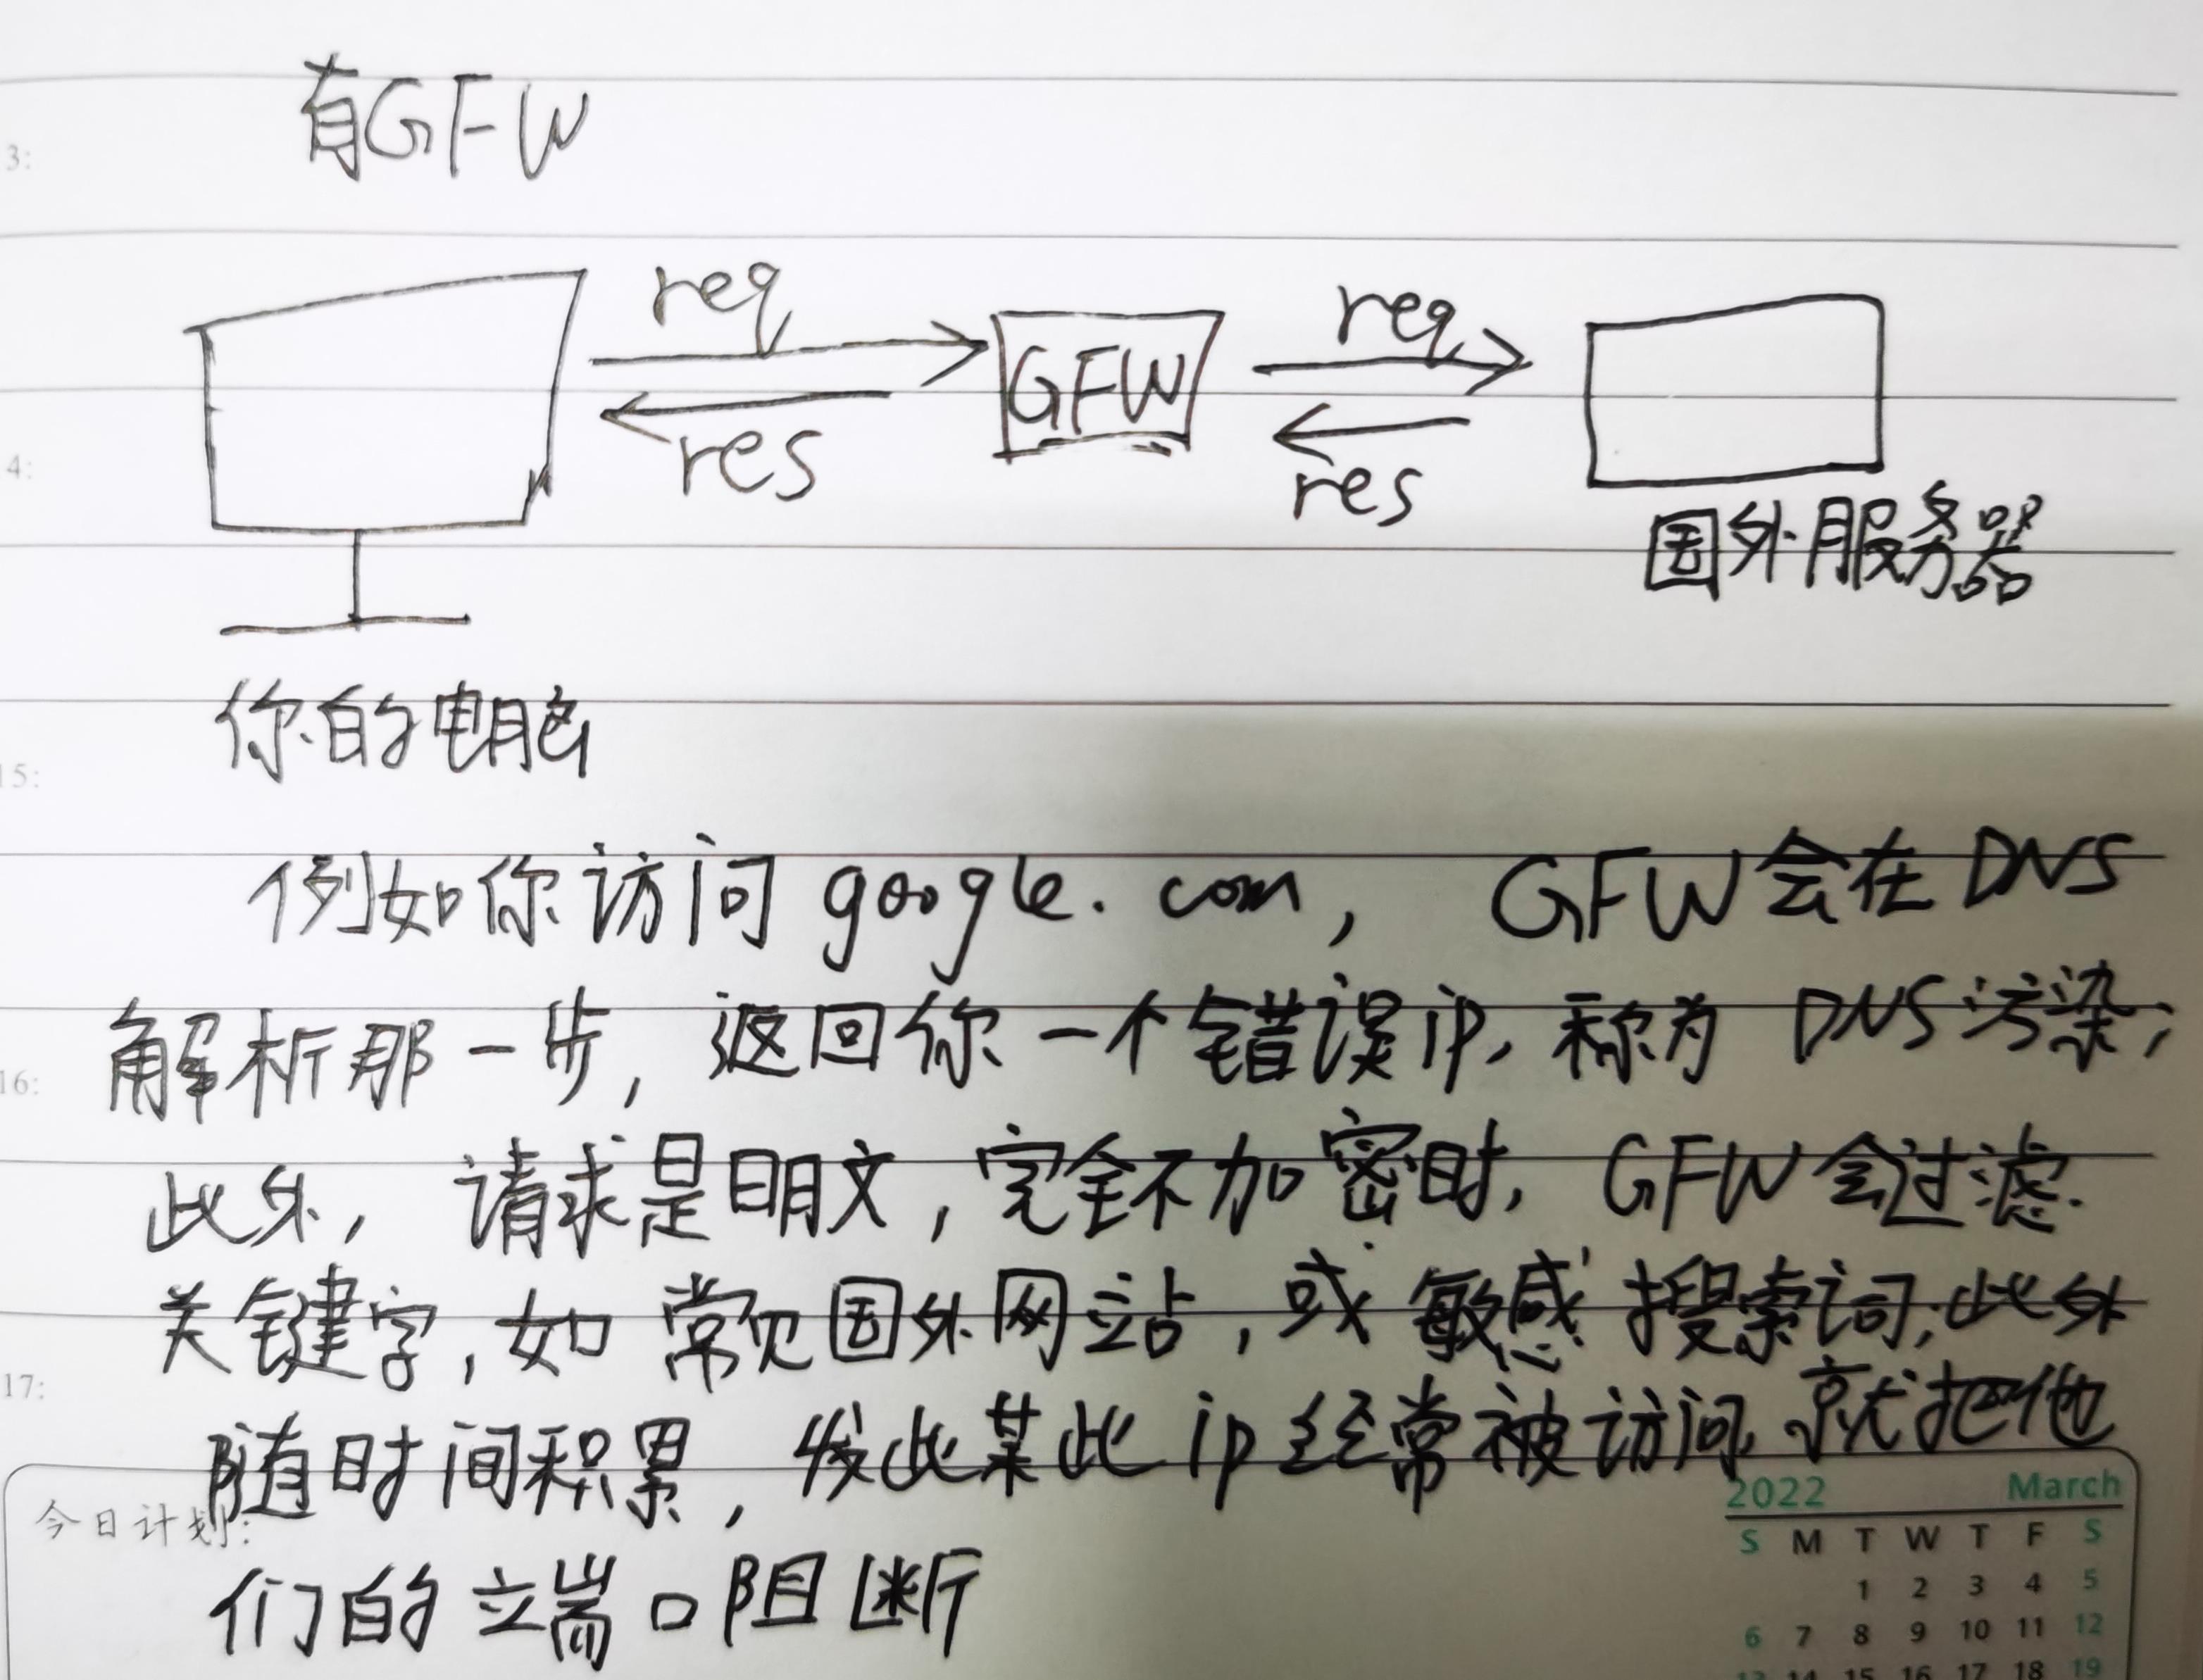 3:
有GFW
req
req
GFW
4:
res
res
国外服务器
你的电脑
15:
例如你访问 google.com, GFW会在DNS
解析那一步, 返回你一个错误ip, 称为 DNS污染;
16:
此外, 请求是明文, 完全不加密时, GFW会过滤
关键字, 如常见国外网站, 或敏感搜索词; 此外
17:
随时间积累, 发此某此ip经常被访问, 就把他
今日计划:
2022 March
S M T W T F S
们的端口阻断
1 2 3 4 5
6 7 8 9 10 11 12
13 14 15 16 17 18 19